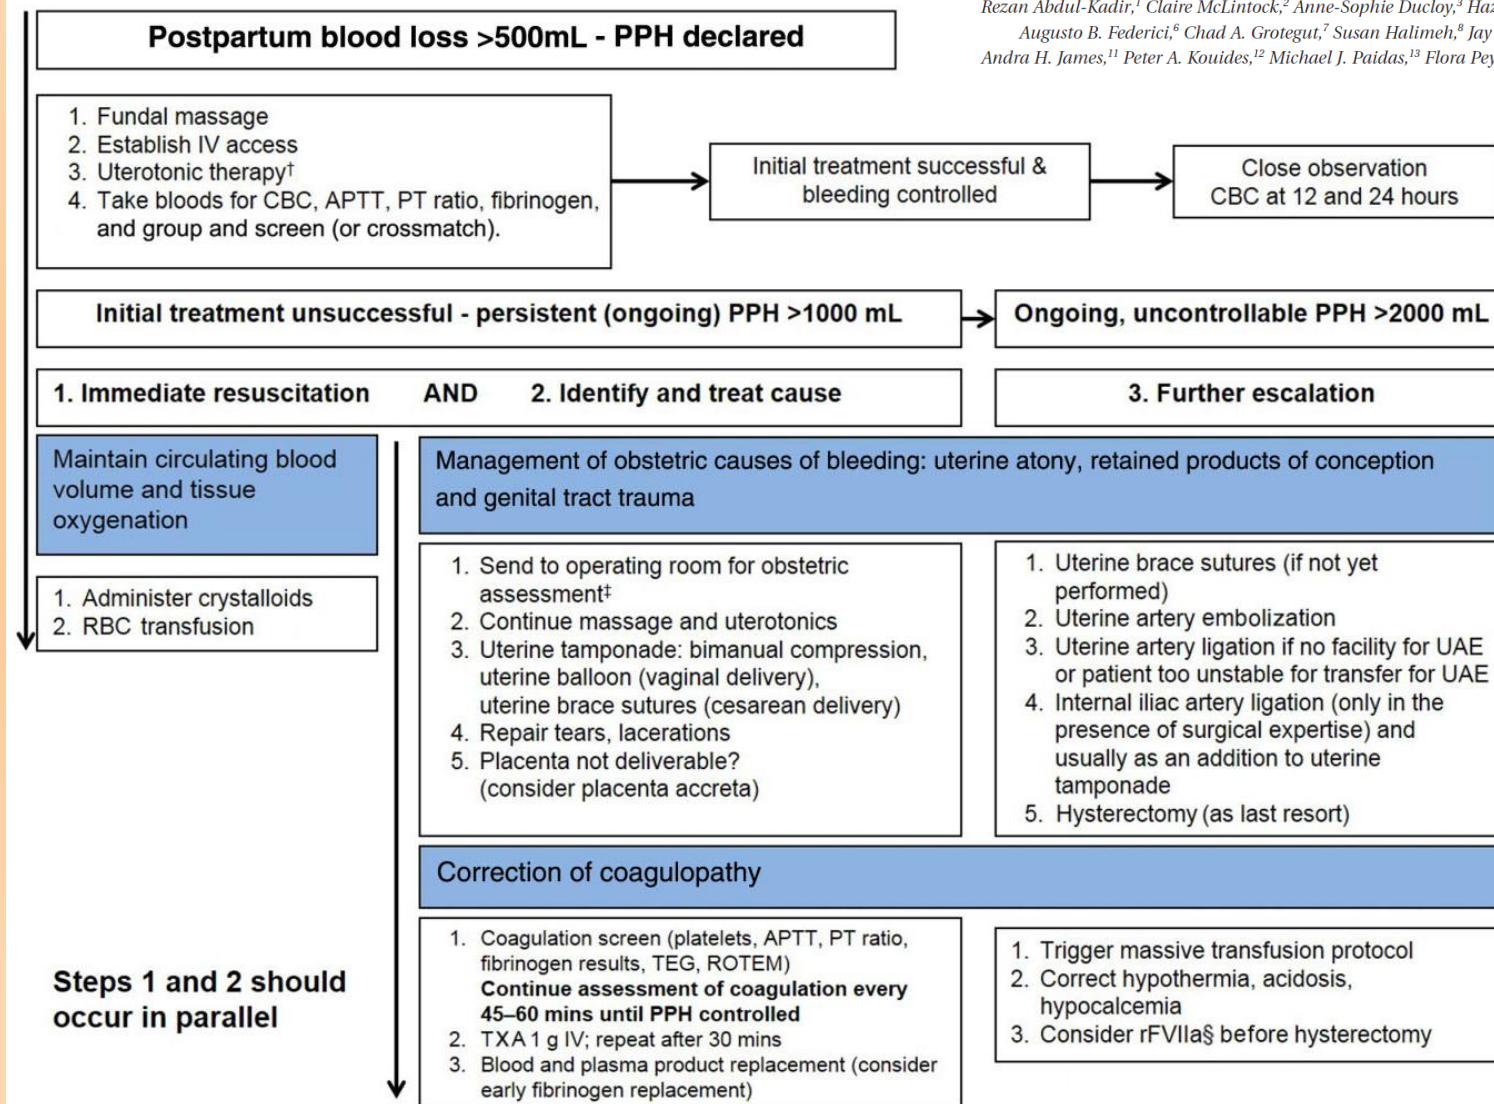 Rezan Abdul-Kadir,¹ Claire McLintock,² Anne-Sophie Ducloy,³
Augusto B. Federici,⁶ Chad A. Grotegut,⁷ Susan Halimeh,⁸ Jay
Andra H. James,¹¹ Peter A. Kouides,¹² Michael J. Paidas,¹³ Flora
Postpartum blood loss >500mL - PPH declared
1. Fundal massage
2. Establish IV access
3. Uterotonic therapy†
4. Take bloods for CBC, APTT, PT ratio, fibrinogen,
and group and screen (or crossmatch).
Initial treatment successful &
bleeding controlled
Close observation
CBC at 12 and 24 hours
Initial treatment unsuccessful - persistent (ongoing) PPH >1000 mL
Ongoing, uncontrollable PPH >2000 mL
1. Immediate resuscitation AND 2. Identify and treat cause
3. Further escalation
Maintain circulating blood
volume and tissue
oxygenation
1. Administer crystalloids
2. RBC transfusion
Management of obstetric causes of bleeding: uterine atony, retained products of conception
and genital tract trauma
1. Send to operating room for obstetric
assessment‡
2. Continue massage and uterotonics
3. Uterine tamponade: bimanual compression,
uterine balloon (vaginal delivery),
uterine brace sutures (cesarean delivery)
4. Repair tears, lacerations
5. Placenta not deliverable?
(consider placenta accreta)
1. Uterine brace sutures (if not yet
performed)
2. Uterine artery embolization
3. Uterine artery ligation if no facility for UAE
or patient too unstable for transfer for UAE
4. Internal iliac artery ligation (only in the
presence of surgical expertise) and
usually as an addition to uterine
tamponade
5. Hysterectomy (as last resort)
Correction of coagulopathy
1. Coagulation screen (platelets, APTT, PT ratio,
fibrinogen results, TEG, ROTEM)
Continue assessment of coagulation every
45–60 mins until PPH controlled
2. TXA 1 g IV; repeat after 30 mins
3. Blood and plasma product replacement (consider
early fibrinogen replacement)
1. Trigger massive transfusion protocol
2. Correct hypothermia, acidosis,
hypocalcemia
3. Consider rFVIIa§ before hysterectomy
Steps 1 and 2 should
occur in parallel